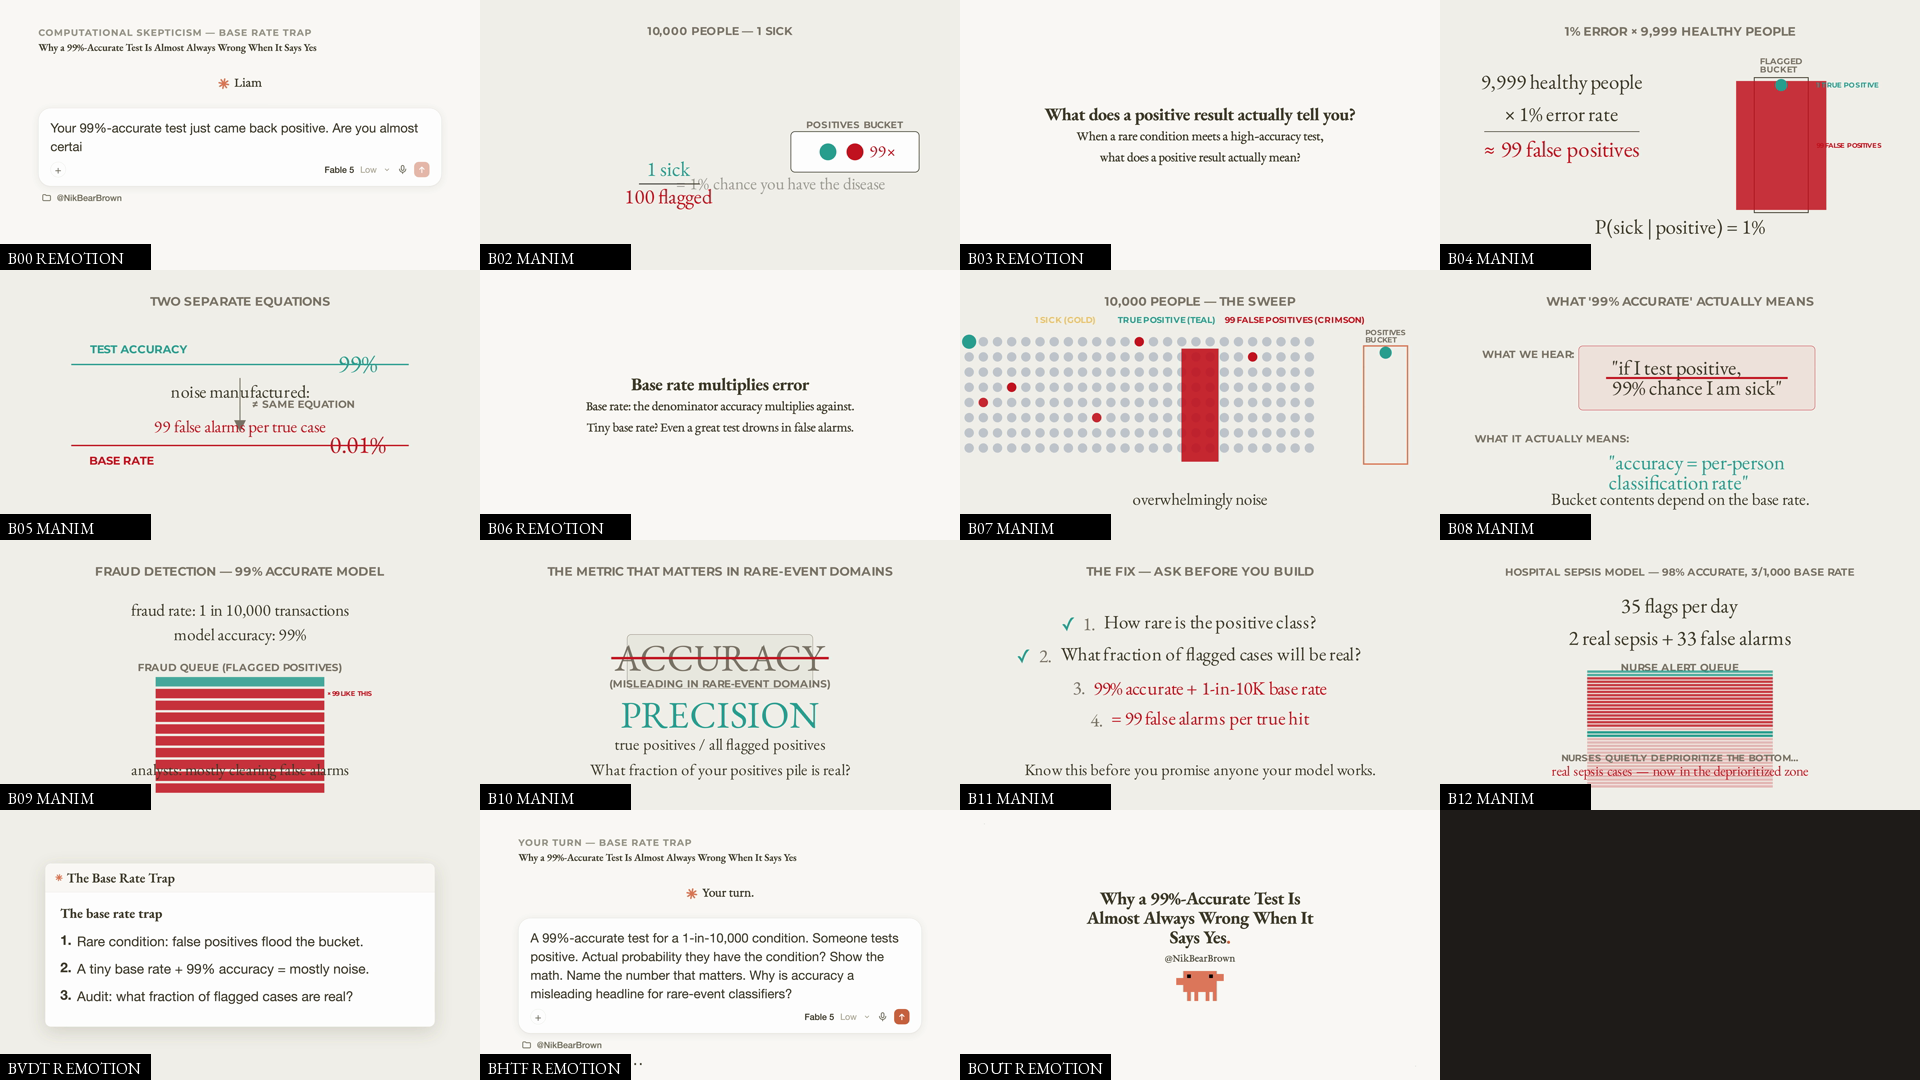 COMPUTATIONAL SKEPTICISM — BASE RATE TRAP
Why a 99%-Accurate Test Is Almost Always Wrong When It Says Yes
Liam
Your 99%-accurate test just came back positive. Are you almost
certai
+
Fable 5 Low
@NikBearBrown
B00 REMOTION
10,000 PEOPLE — 1 SICK
POSITIVES BUCKET
99×
1 sick
= 1% chance you have the disease
100 flagged
B02 MANIM
What does a positive result actually tell you?
When a rare condition meets a high-accuracy test,
what does a positive result actually mean?
B03 REMOTION
1% ERROR × 9,999 HEALTHY PEOPLE
9,999 healthy people
× 1% error rate
≈ 99 false positives
FLAGGED
BUCKET
TRUE POSITIVE
FALSE POSITIVES
P(sick | positive) = 1%
B04 MANIM
TWO SEPARATE EQUATIONS
TEST ACCURACY
99%
noise manufactured:
≠ SAME EQUATION
99 false alarms per true case
0.01%
BASE RATE
B05 MANIM
Base rate multiplies error
Base rate: the denominator accuracy multiplies against.
Tiny base rate? Even a great test drowns in false alarms.
B06 REMOTION
10,000 PEOPLE — THE SWEEP
1 SICK (GOLD)
TRUE POSITIVE (TEAL)
99 FALSE POSITIVES (CRIMSON)
POSITIVES
BUCKET
overwhelmingly noise
B07 MANIM
WHAT '99% ACCURATE' ACTUALLY MEANS
WHAT WE HEAR:
"if I test positive,
99% chance I am sick"
WHAT IT ACTUALLY MEANS:
"accuracy = per-person
classification rate"
Bucket contents depend on the base rate.
B08 MANIM
FRAUD DETECTION — 99% ACCURATE MODEL
fraud rate: 1 in 10,000 transactions
model accuracy: 99%
FRAUD QUEUE (FLAGGED POSITIVES)
× 99 LIKE THIS
analysts: mostly clearing false alarms
B09 MANIM
THE METRIC THAT MATTERS IN RARE-EVENT DOMAINS
ACCURACY
(MISLEADING IN RARE-EVENT DOMAINS)
PRECISION
true positives / all flagged positives
What fraction of your positives pile is real?
B10 MANIM
THE FIX — ASK BEFORE YOU BUILD
✓ 1. How rare is the positive class?
✓ 2. What fraction of flagged cases will be real?
3. 99% accurate + 1-in-10K base rate
4. = 99 false alarms per true hit
Know this before you promise anyone your model works.
B11 MANIM
HOSPITAL SEPSIS MODEL — 98% ACCURATE, 3/1,000 BASE RATE
35 flags per day
2 real sepsis + 33 false alarms
NURSE ALERT QUEUE
NURSES QUIETLY DEPRIORITIZE THE BOTTOM...
real sepsis cases — now in the deprioritized zone
B12 MANIM
The Base Rate Trap
The base rate trap
1. Rare condition: false positives flood the bucket.
2. A tiny base rate + 99% accuracy = mostly noise.
3. Audit: what fraction of flagged cases are real?
BVDT REMOTION
YOUR TURN — BASE RATE TRAP
Why a 99%-Accurate Test Is Almost Always Wrong When It Says Yes
Your turn.
A 99%-accurate test for a 1-in-10,000 condition. Someone tests
positive. Actual probability they have the condition? Show the
math. Name the number that matters. Why is accuracy a
misleading headline for rare-event classifiers?
+
Fable 5 Low
@NikBearBrown
BHTF REMOTION
Why a 99%-Accurate Test Is
Almost Always Wrong When It
Says Yes.
@NikBearBrown
BOUT REMOTION